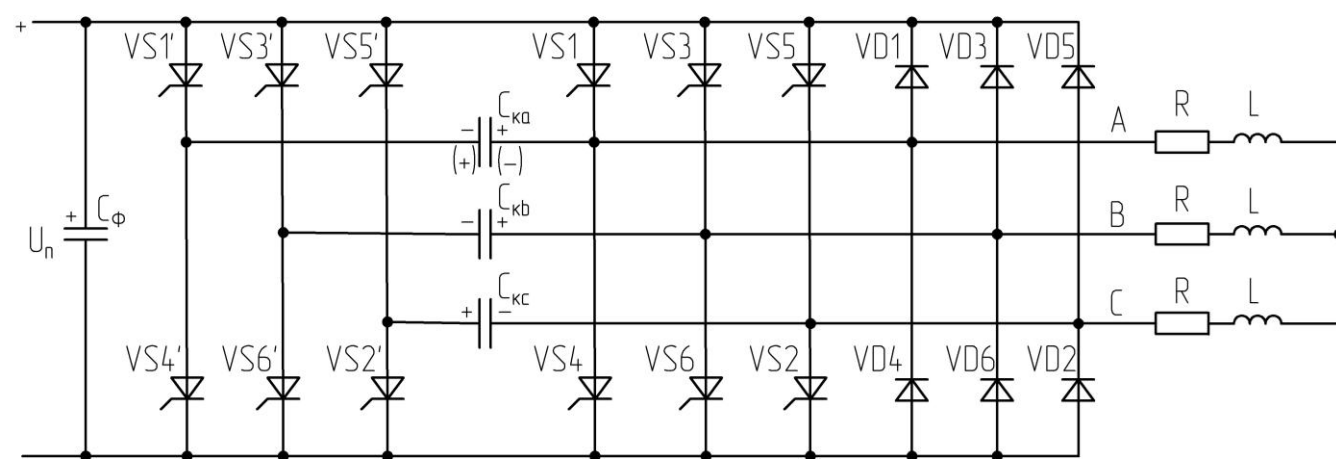 +
VS1' VS3' VS5' VS1 VS3 VS5 VD1 VD3 VD5
Cкa A R L
- +
(+) (-)
Cкb B R L
- +
+ CФ
Uп
Cкc C R L
+ -
VS4' VS6' VS2' VS4 VS6 VS2 VD4 VD6 VD2